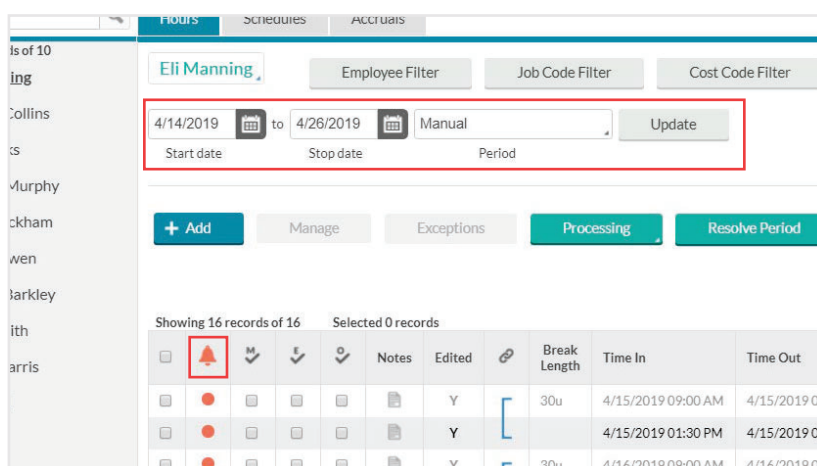 Hours Schedules Accruals
ds of 10
Eli Manning Employee Filter Job Code Filter Cost Code Filter
ing
Collins
4/14/2019 to 4/26/2019 Manual Update
Start date Stop date Period
ks
Murphy
ckham
+ Add Manage Exceptions Processing Resolve Period
wen
Barkley
ith
Showing 16 records of 16 Selected 0 records
arris
M E O Notes Edited Break Length Time In Time Out
Y 30u 4/15/2019 09:00 AM 4/15/2019 0
Y 4/15/2019 01:30 PM 4/15/2019 0
Y 30u 4/16/2019 09:00 AM 4/16/2019 0